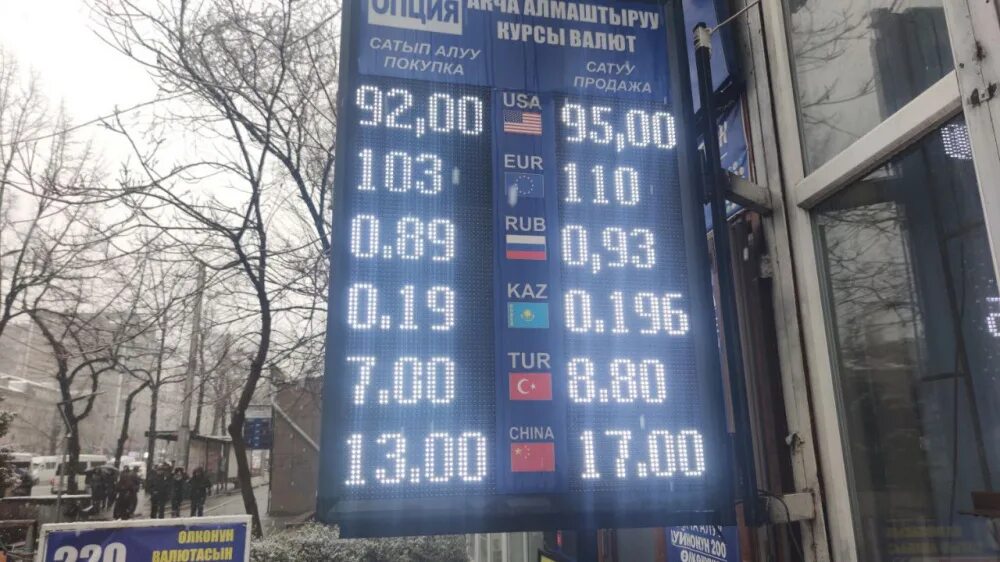 ОПЦИЯ
АКЧА АЛМАШТЫРУУ
КУРСЫ ВАЛЮТ
САТЫП АЛУУ
ПОКУПКА
САТУУ
ПРОДАЖА
92,00 USA 95,00
103 EUR 110
0.89 RUB 0,93
0.19 KAZ 0.196
7.00 TUR 8.80
13.00 CHINA 17.00
ӨЛКӨНҮН
ВАЛЮТАСЫН